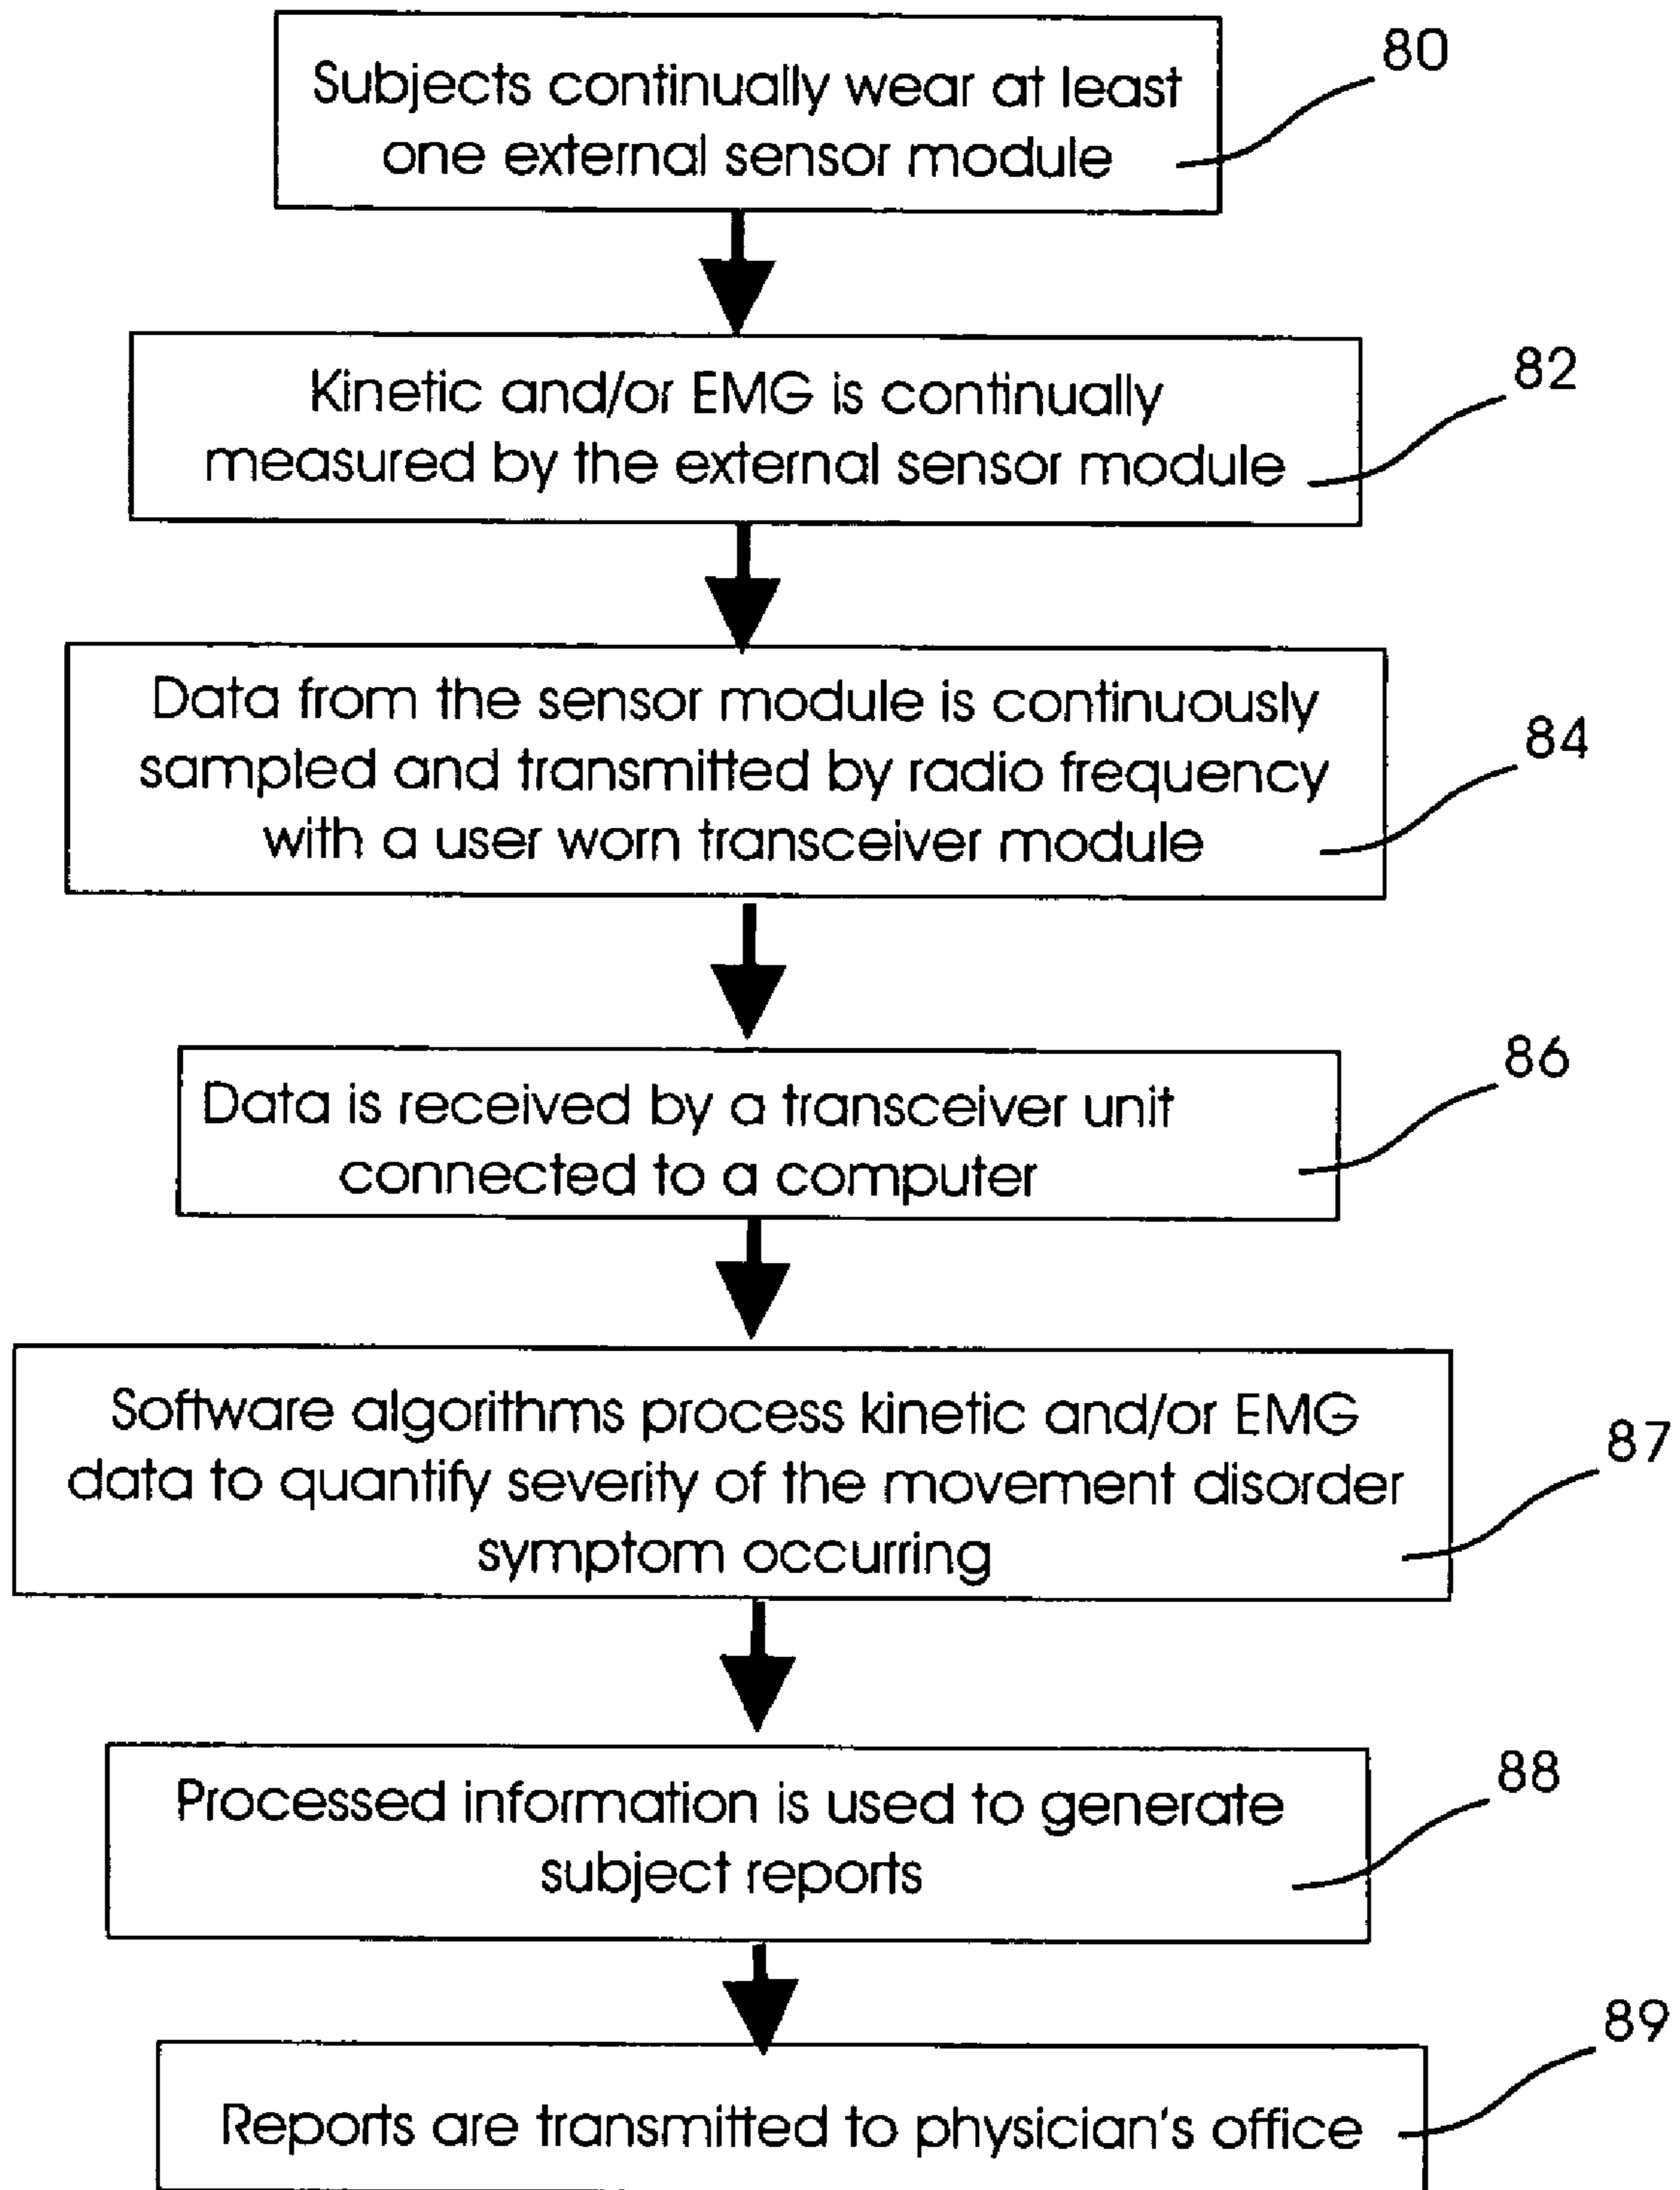 Subjects continually wear at least
one external sensor module
80
Kinetic and/or EMG is continually
measured by the external sensor module
82
Data from the sensor module is continuously
sampled and transmitted by radio frequency
with a user worn transceiver module
84
Data is received by a transceiver unit
connected to a computer
86
Software algorithms process kinetic and/or EMG
data to quantify severity of the movement disorder
symptom occurring
87
Processed information is used to generate
subject reports
88
Reports are transmitted to physician's office
89